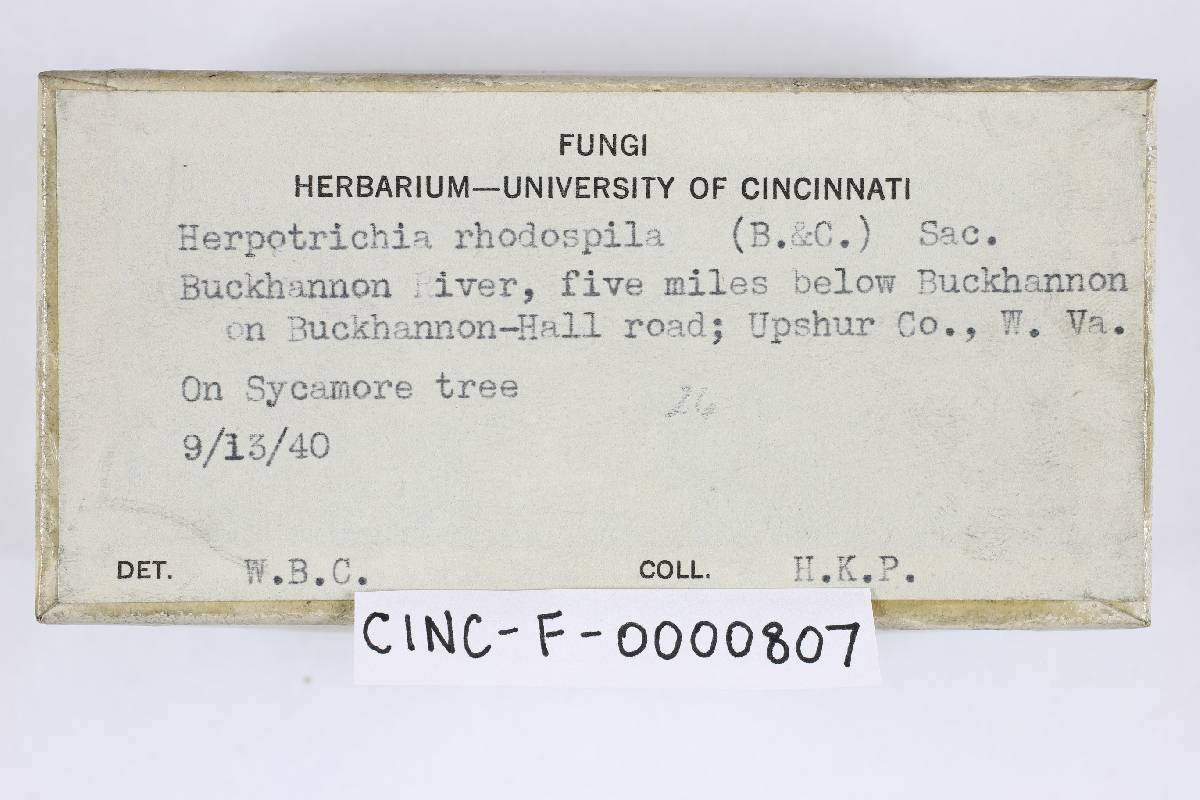 FUNGI
HERBARIUM—UNIVERSITY OF CINCINNATI
Herpotrichia rhodospila (B.&C.) Sac.
Buckhannon River, five miles below Buckhannon
on Buckhannon-Hall road; Upshur Co., W. Va.
On Sycamore tree
26
9/13/40
DET. W.B.C. COLL. H.K.P.
CINC-F-0000807